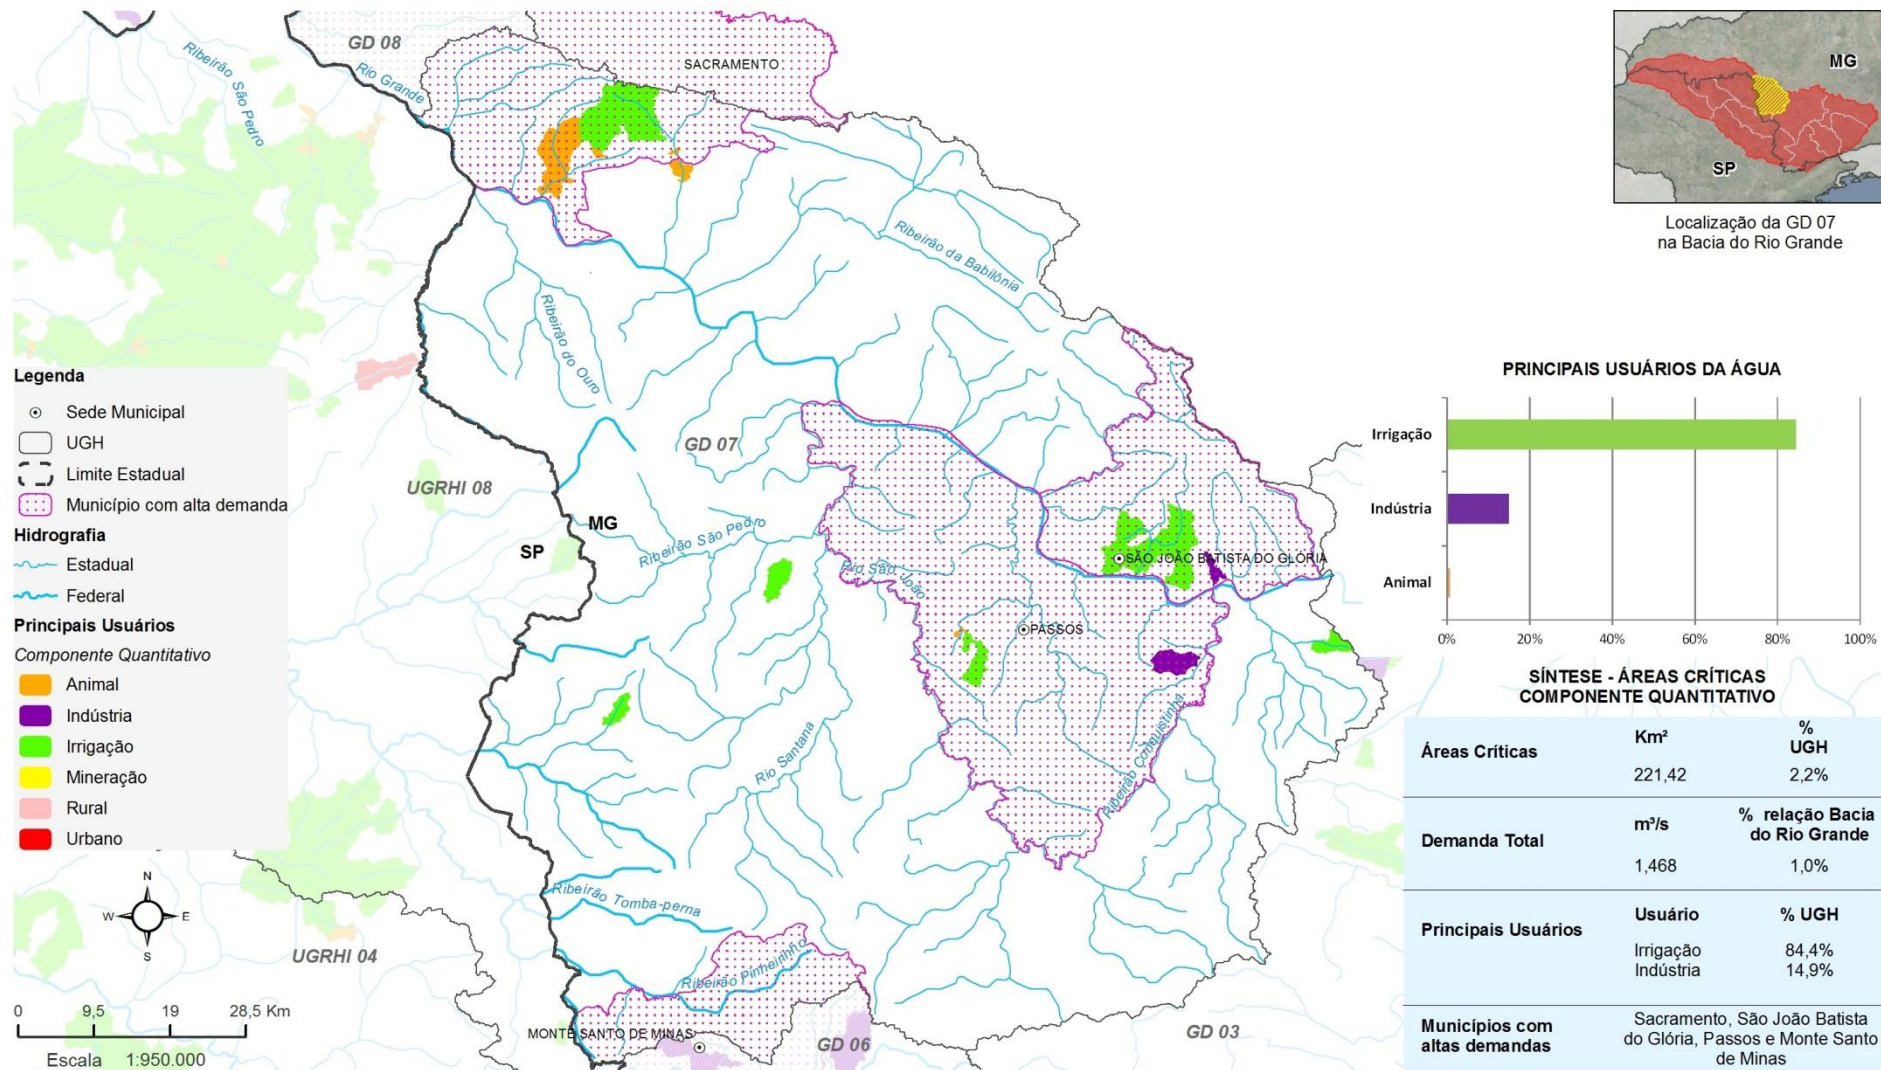 GD 08
SACRAMENTO
Ribeirão São Pedro
Rio Grande
Ribeirão da Babilônia
Ribeirão do Ouro
GD 07
UGRHI 08
MG
SP
Ribeirão São Pedro
Rio São João
SÃO JOÃO BATISTA DO GLÓRIA
PASSOS
Rio Santana
Ribeirão Conquistinha
Ribeirão Tomba-perna
Ribeirão Pinheirinho
UGRHI 04
MONTE SANTO DE MINAS
GD 06
GD 03
Legenda
Sede Municipal
UGH
Limite Estadual
Município com alta demanda
Hidrografia
Estadual
Federal
Principais Usuários
Componente Quantitativo
Animal
Indústria
Irrigação
Mineração
Rural
Urbano
N
W E
S
0 9,5 19 28,5 Km
Escala 1:950.000
MG
SP
Localização da GD 07
na Bacia do Rio Grande
PRINCIPAIS USUÁRIOS DA ÁGUA
Irrigação
Indústria
Animal
0% 20% 40% 60% 80% 100%
SÍNTESE - ÁREAS CRÍTICAS
COMPONENTE QUANTITATIVO
Áreas Críticas
Km² %
UGH
221,42 2,2%
Demanda Total
m³/s % relação Bacia
do Rio Grande
1,468 1,0%
Principais Usuários
Usuário % UGH
Irrigação 84,4%
Indústria 14,9%
Municípios com
altas demandas
Sacramento, São João Batista
do Glória, Passos e Monte Santo
de Minas